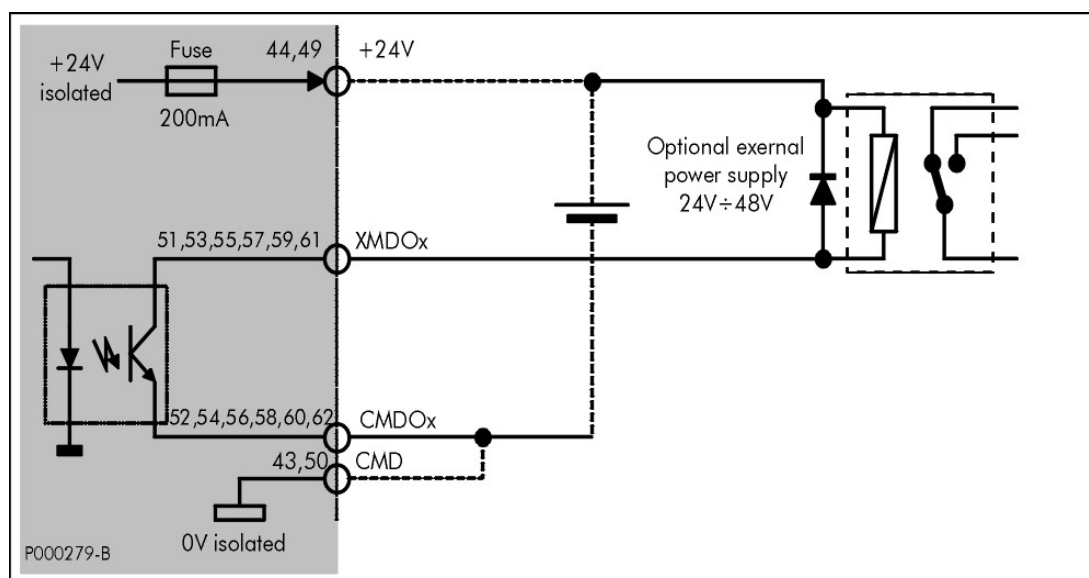 Fuse
44,49
+24V
+24V
isolated
200mA
Optional exernal
power supply
24V÷48V
51,53,55,57,59,61
XMDOx
52,54,56,58,60,62
CMDOx
43,50
CMD
0V isolated
P000279-B